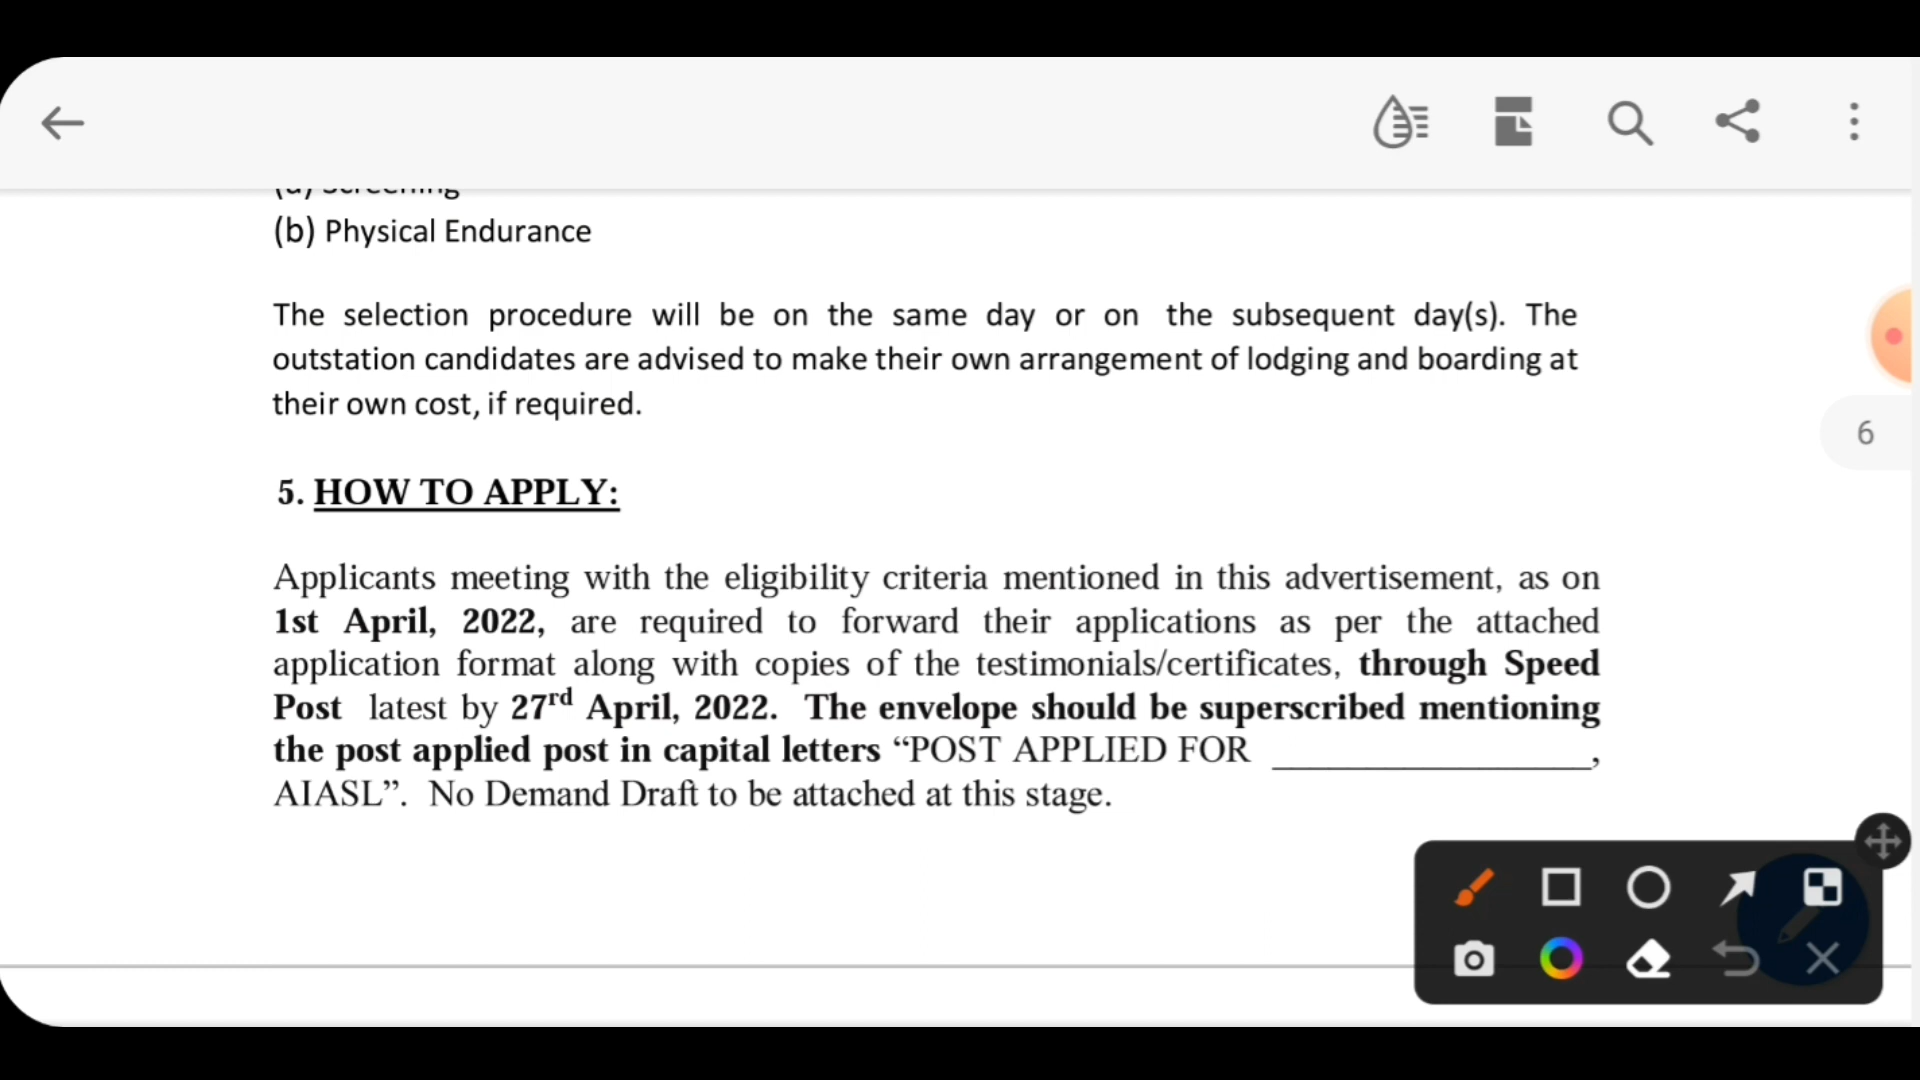 (a) Screening
(b) Physical Endurance
The selection procedure will be on the same day or on the subsequent day(s). The
outstation candidates are advised to make their own arrangement of lodging and boarding at
their own cost, if required.
6
5. HOW TO APPLY:
Applicants meeting with the eligibility criteria mentioned in this advertisement, as on
1st April, 2022, are required to forward their applications as per the attached
application format along with copies of the testimonials/certificates, through Speed
Post latest by 27rd April, 2022. The envelope should be superscribed mentioning
the post applied post in capital letters “POST APPLIED FOR ________________,
AIASL”. No Demand Draft to be attached at this stage.